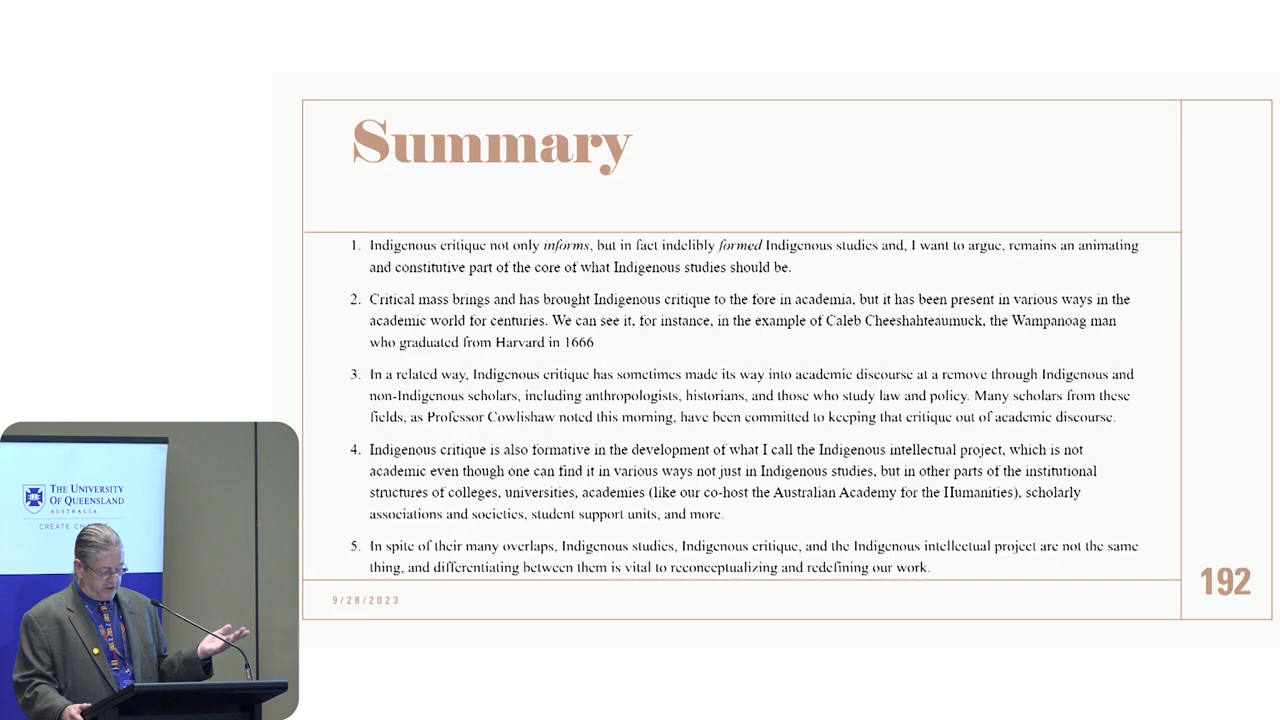 Summary
1. Indigenous critique not only informs, but in fact indelibly formed Indigenous studies and, I want to argue, remains an animating
and constitutive part of the core of what Indigenous studies should be.
2. Critical mass brings and has brought Indigenous critique to the fore in academia, but it has been present in various ways in the
academic world for centuries. We can see it, for instance, in the example of Caleb Cheeshahteaumuck, the Wampanoag man
who graduated from Harvard in 1666
3. In a related way, Indigenous critique has sometimes made its way into academic discourse at a remove through Indigenous and
non-Indigenous scholars, including anthropologists, historians, and those who study law and policy. Many scholars from these
fields, as Professor Cowlishaw noted this morning, have been committed to keeping that critique out of academic discourse.
4. Indigenous critique is also formative in the development of what I call the Indigenous intellectual project, which is not
academic even though one can find it in various ways not just in Indigenous studies, but in other parts of the institutional
structures of colleges, universities, academies (like our co-host the Australian Academy for the Humanities), scholarly
associations and societies, student support units, and more.
5. In spite of their many overlaps, Indigenous studies, Indigenous critique, and the Indigenous intellectual project are not the same
thing, and differentiating between them is vital to reconceptualizing and redefining our work.
9/28/2023
192
THE UNIVERSITY
OF QUEENSLAND
AUSTRALIA
CREATE